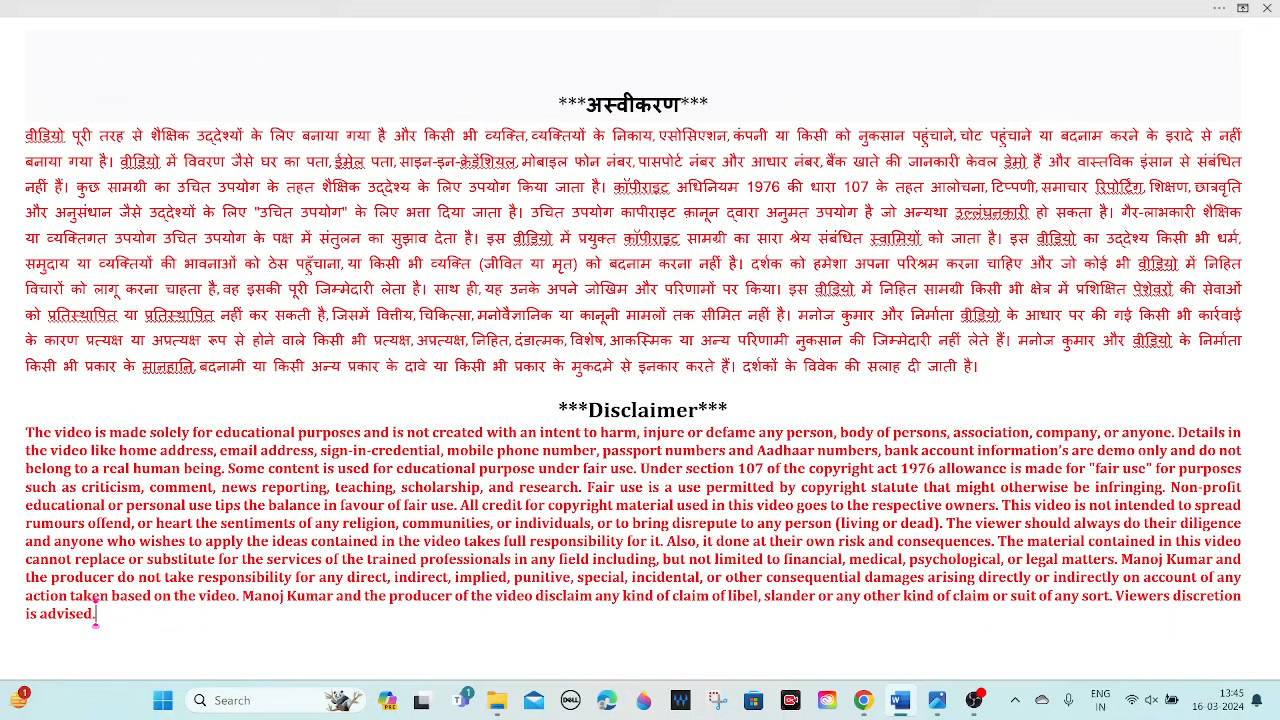 ***अस्वीकरण***
वीडियो पूरी तरह से शैक्षिक उद्देश्यों के लिए बनाया गया है और किसी भी व्यक्ति, व्यक्तियों के निकाय, एसोसिएशन, कंपनी या किसी को नुकसान पहुंचाने, चोट पहुंचाने या बदनाम करने के इरादे से नहीं
बनाया गया है। वीडियो में विवरण जैसे घर का पता, ईमेल पता, साइन-इन-क्रेडेंशियल, मोबाइल फोन नंबर, पासपोर्ट नंबर और आधार नंबर, बैंक खाते की जानकारी केवल डेमो हैं और वास्तविक इंसान से संबंधित
नहीं हैं। कुछ सामग्री का उचित उपयोग के तहत शैक्षिक उद्देश्य के लिए उपयोग किया जाता है। कॉपीराइट अधिनियम 1976 की धारा 107 के तहत आलोचना, टिप्पणी, समाचार रिपोर्टिंग, शिक्षण, छात्रवृति
और अनुसंधान जैसे उद्देश्यों के लिए "उचित उपयोग" के लिए भत्ता दिया जाता है। उचित उपयोग कापीराइट क़ानून द्वारा अनुमत उपयोग है जो अन्यथा उल्लंघनकारी हो सकता है। गैर-लाभकारी शैक्षिक
या व्यक्तिगत उपयोग उचित उपयोग के पक्ष में संतुलन का सुझाव देता है। इस वीडियो में प्रयुक्त कॉपीराइट सामग्री का सारा श्रेय संबंधित स्वामियों को जाता है। इस वीडियो का उद्देश्य किसी भी धर्म,
समुदाय या व्यक्तियों की भावनाओं को ठेस पहुँचाना, या किसी भी व्यक्ति (जीवित या मृत) को बदनाम करना नहीं है। दर्शक को हमेशा अपना परिश्रम करना चाहिए और जो कोई भी वीडियो में निहित
विचारों को लागू करना चाहता है, वह इसकी पूरी जिम्मेदारी लेता है। साथ ही, यह उनके अपने जोखिम और परिणामों पर किया। इस वीडियो में निहित सामग्री किसी भी क्षेत्र में प्रशिक्षित पेशेवरों की सेवाओं
को प्रतिस्थापित या प्रतिस्थापित नहीं कर सकती है, जिसमें वित्तीय, चिकित्सा, मनोवैज्ञानिक या कानूनी मामलों तक सीमित नहीं है। मनोज कुमार और निर्माता वीडियो के आधार पर की गई किसी भी कार्रवाई
के कारण प्रत्यक्ष या अप्रत्यक्ष रूप से होने वाले किसी भी प्रत्यक्ष, अप्रत्यक्ष, निहित, दंडात्मक, विशेष, आकस्मिक या अन्य परिणामी नुकसान की जिम्मेदारी नहीं लेते हैं। मनोज कुमार और वीडियो के निर्माता
किसी भी प्रकार के मानहानि, बदनामी या किसी अन्य प्रकार के दावे या किसी भी प्रकार के मुकदमे से इनकार करते हैं। दर्शकों के विवेक की सलाह दी जाती है।
***Disclaimer***
The video is made solely for educational purposes and is not created with an intent to harm, injure or defame any person, body of persons, association, company, or anyone. Details in
the video like home address, email address, sign-in-credential, mobile phone number, passport numbers and Aadhaar numbers, bank account information’s are demo only and do not
belong to a real human being. Some content is used for educational purpose under fair use. Under section 107 of the copyright act 1976 allowance is made for "fair use" for purposes
such as criticism, comment, news reporting, teaching, scholarship, and research. Fair use is a use permitted by copyright statute that might otherwise be infringing. Non-profit
educational or personal use tips the balance in favour of fair use. All credit for copyright material used in this video goes to the respective owners. This video is not intended to spread
rumours offend, or heart the sentiments of any religion, communities, or individuals, or to bring disrepute to any person (living or dead). The viewer should always do their diligence
and anyone who wishes to apply the ideas contained in the video takes full responsibility for it. Also, it done at their own risk and consequences. The material contained in this video
cannot replace or substitute for the services of the trained professionals in any field including, but not limited to financial, medical, psychological, or legal matters. Manoj Kumar and
the producer do not take responsibility for any direct, indirect, implied, punitive, special, incidental, or other consequential damages arising directly or indirectly on account of any
action taken based on the video. Manoj Kumar and the producer of the video disclaim any kind of claim of libel, slander or any other kind of claim or suit of any sort. Viewers discretion
is advised.
1
Search
PRE
1
DELL
ENG
IN
13:45
16-03-2024